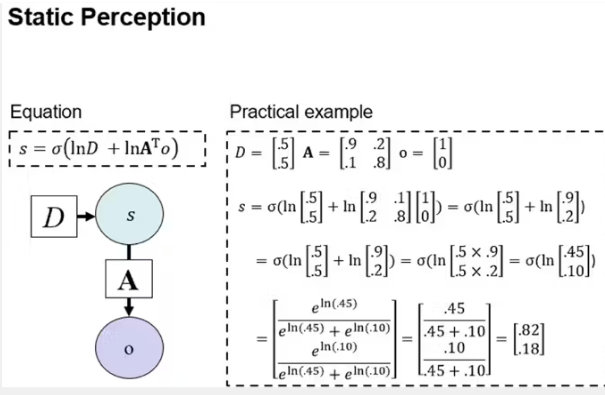 Static Perception
Equation
s = σ(lnD + lnAᵀo)
D
s
A
o
Practical example
D = [.5 .5] A = [.9 .2 .1 .8] o = [1 0]
s = σ(ln [.5 .5] + ln [.9 .1 .2 .8] [1 0]) = σ(ln [.5 .5] + ln [.9 .2])
= σ(ln [.5 .5] + ln [.9 .2]) = σ(ln [.5 × .9 .5 × .2] = σ(ln [.45 .10])
= [e^ln(.45) / e^ln(.45) + e^ln(.10) e^ln(.10) / e^ln(.45) + e^ln(.10)] = [.45 / .45 + .10 .10 / .45 + .10] = [.82 .18]